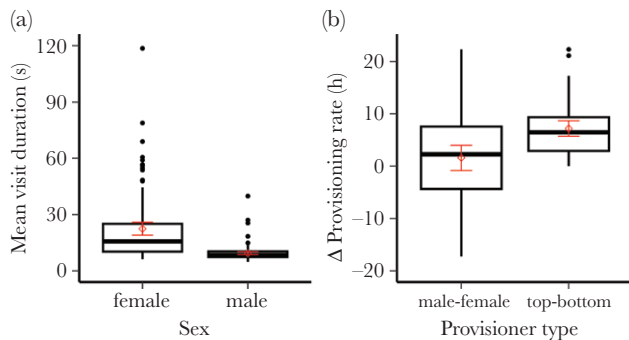 (a)
Mean visit duration (s)
120
90
60
30
0
female male
Sex
(b)
Δ Provisioning rate (h)
20
10
0
−10
−20
male-female top-bottom
Provisioner type